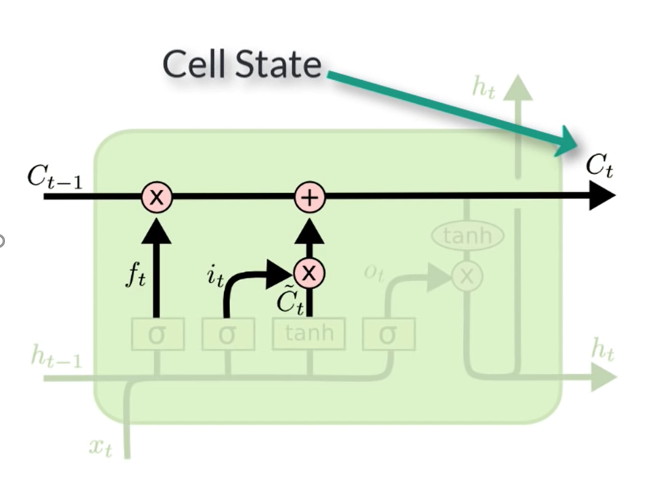 Cell State
h_t
C_{t-1}
C_t
x
+
tanh
f_t
i_t
x
o_t
x
C̃_t
σ
σ
tanh
σ
h_{t-1}
h_t
x_t